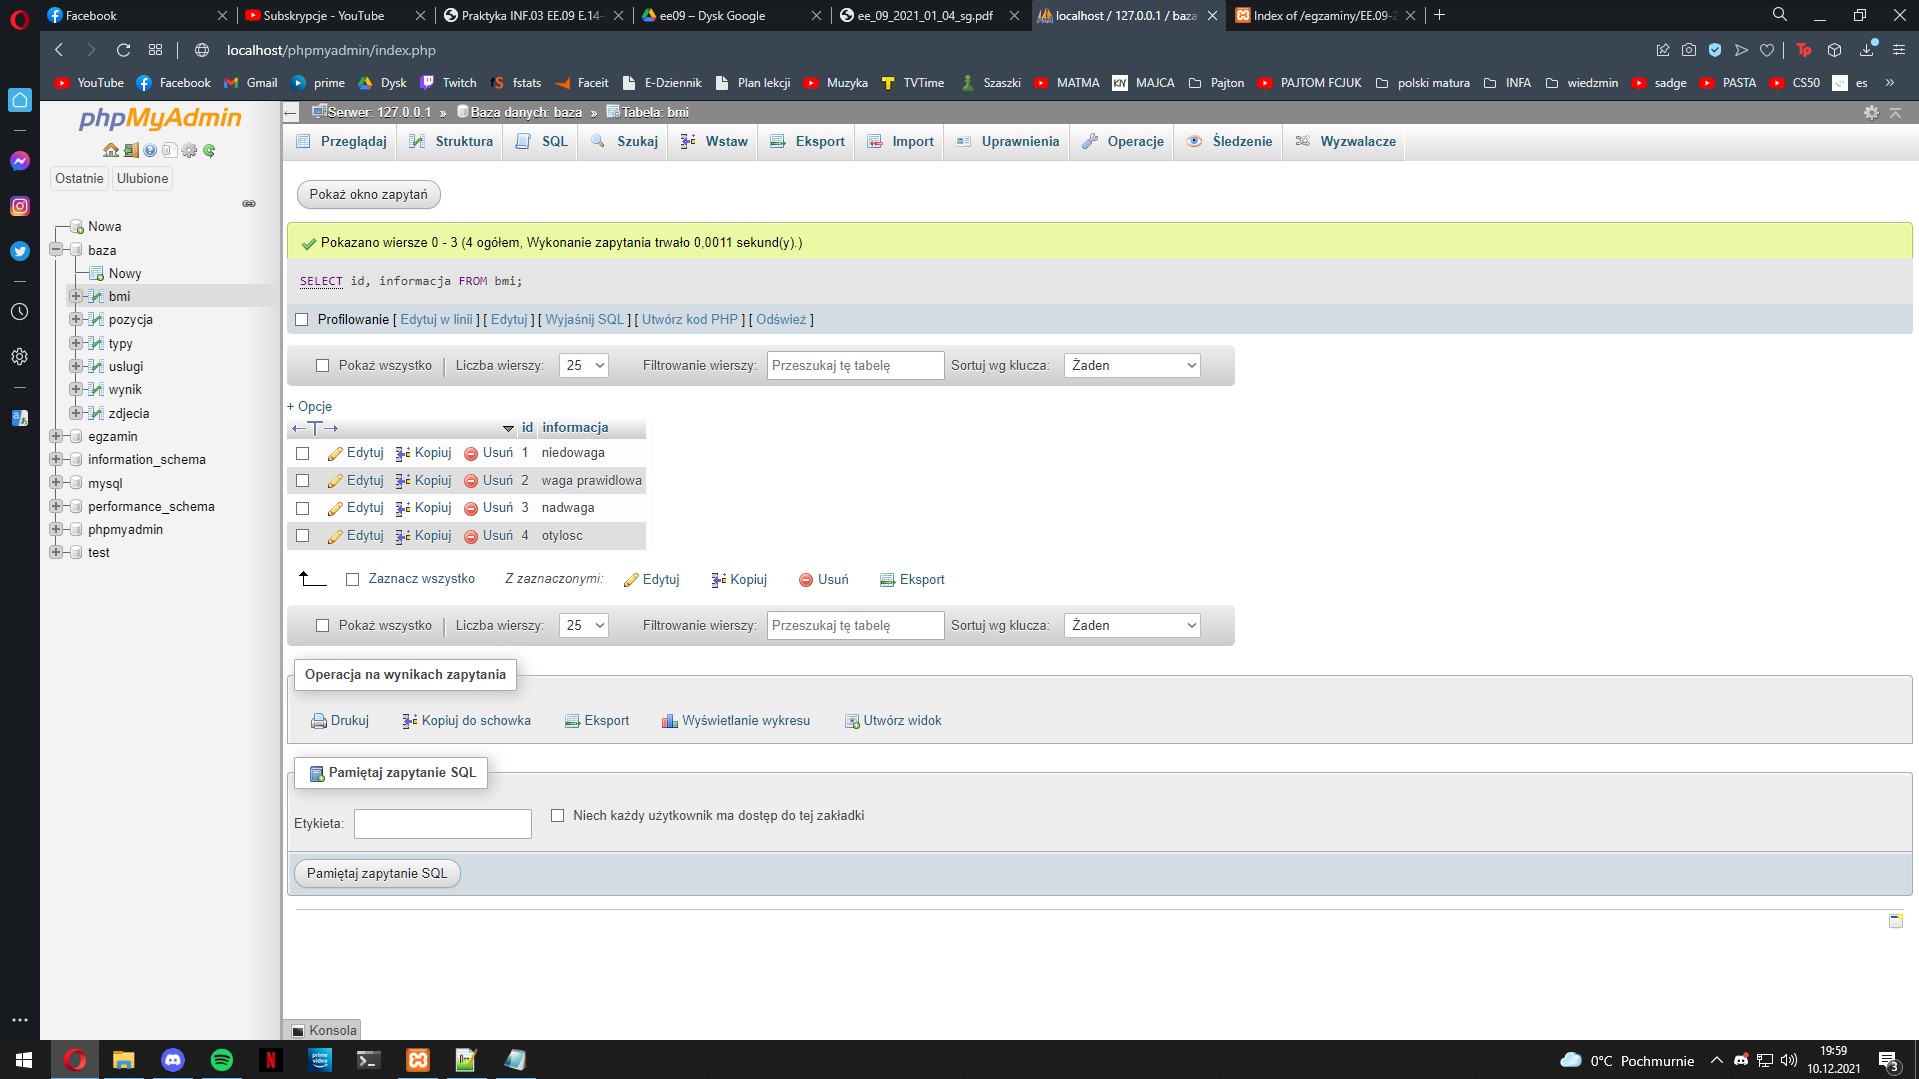 Facebook
Subskrypcje - YouTube
Praktyka INF.03 EE.09 E.14-
ee09 – Dysk Google
ee_09_2021_01_04_sg.pdf
localhost / 127.0.0.1 / baza
Index of /egzaminy/EE.09-2
localhost/phpmyadmin/index.php
YouTube Facebook Gmail prime Dysk Twitch fstats Faceit E-Dziennik Plan lekcji Muzyka TVTime Szaszki MATMA MAJCA Pajton PAJTOM FCJUK polski matura INFA wiedzmin sadge PASTA CS50 es »
phpMyAdmin
Ostatnie Ulubione
Nowa
baza
Nowy
bmi
pozycja
typy
uslugi
wynik
zdjecia
egzamin
information_schema
mysql
performance_schema
phpmyadmin
test
Serwer: 127.0.0.1 » Baza danych: baza » Tabela: bmi
Przeglądaj Struktura SQL Szukaj Wstaw Eksport Import Uprawnienia Operacje Śledzenie Wyzwalacze
Pokaż okno zapytań
Pokazano wiersze 0 - 3 (4 ogółem, Wykonanie zapytania trwało 0,0011 sekund(y).)
SELECT id, informacja FROM bmi;
Profilowanie [ Edytuj w linii ] [ Edytuj ] [ Wyjaśnij SQL ] [ Utwórz kod PHP ] [ Odśwież ]
Pokaż wszystko Liczba wierszy: 25 Filtrowanie wierszy: Przeszukaj tę tabelę Sortuj wg klucza: Żaden
+ Opcje
←T→ id informacja
Edytuj Kopiuj Usuń 1 niedowaga
Edytuj Kopiuj Usuń 2 waga prawidlowa
Edytuj Kopiuj Usuń 3 nadwaga
Edytuj Kopiuj Usuń 4 otylosc
Zaznacz wszystko Z zaznaczonymi: Edytuj Kopiuj Usuń Eksport
Pokaż wszystko Liczba wierszy: 25 Filtrowanie wierszy: Przeszukaj tę tabelę Sortuj wg klucza: Żaden
Operacja na wynikach zapytania
Drukuj Kopiuj do schowka Eksport Wyświetlanie wykresu Utwórz widok
Pamiętaj zapytanie SQL
Etykieta: Niech każdy użytkownik ma dostęp do tej zakładki
Pamiętaj zapytanie SQL
Konsola
0°C Pochmurnie
19:59
10.12.2021
3